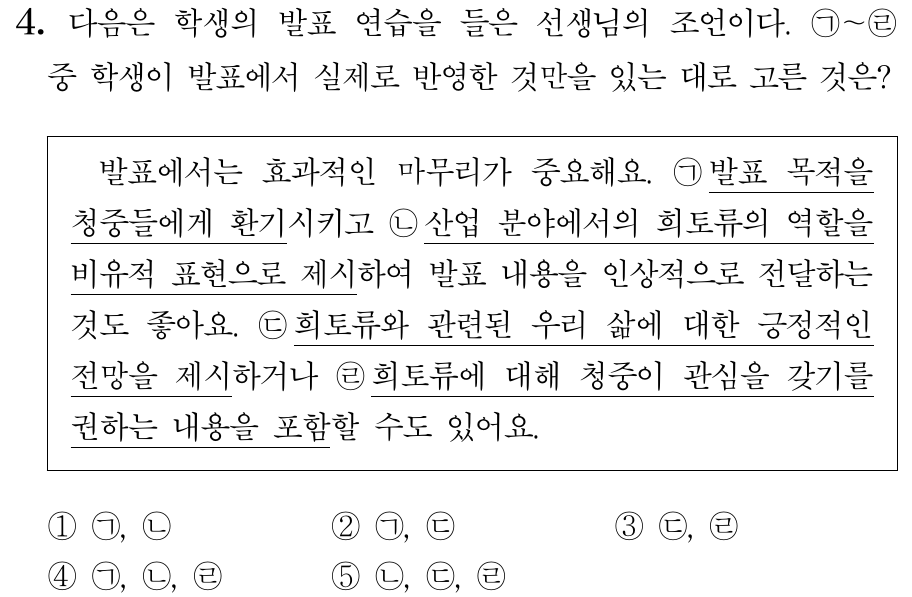 4. 다음은 학생의 발표 연습을 들은 선생님의 조언이다. ㉠~㉣
중 학생이 발표에서 실제로 반영한 것만을 있는 대로 고른 것은?
발표에서는 효과적인 마무리가 중요해요. ㉠발표 목적을
청중들에게 환기시키고 ㉡산업 분야에서의 희토류의 역할을
비유적 표현으로 제시하여 발표 내용을 인상적으로 전달하는
것도 좋아요. ㉢희토류와 관련된 우리 삶에 대한 긍정적인
전망을 제시하거나 ㉣희토류에 대해 청중이 관심을 갖기를
권하는 내용을 포함할 수도 있어요.
① ㉠, ㉡ ② ㉠, ㉢ ③ ㉢, ㉣
④ ㉠, ㉡, ㉣ ⑤ ㉡, ㉢, ㉣